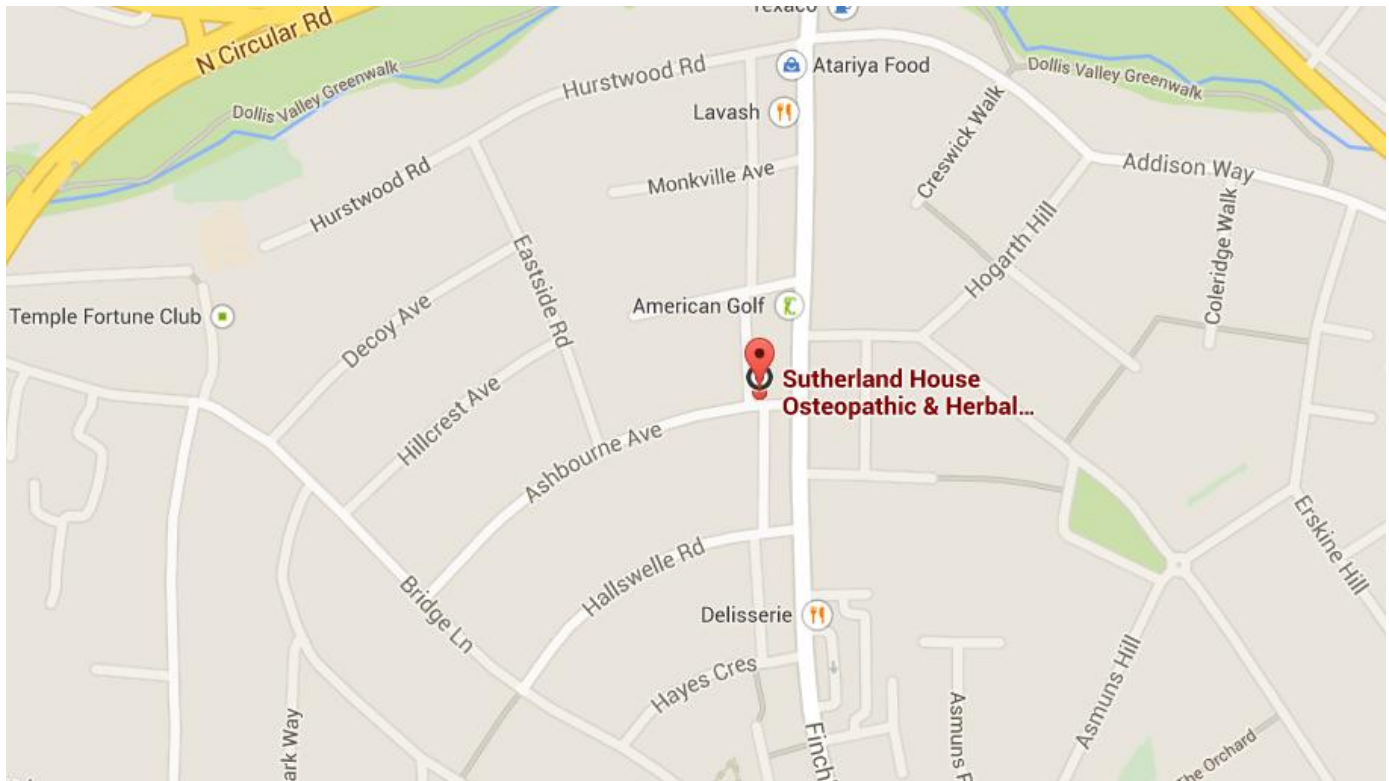 Texaco
N Circular Rd
Hurstwood Rd
Atariya Food
Dollis Valley Greenwalk
Dollis Valley Greenwalk
Lavash
Creswick Walk
Addison Way
Monkville Ave
Hurstwood Rd
Coleridge Walk
Hogarth Hill
Eastside Rd
American Golf
Temple Fortune Club
Decoy Ave
Sutherland House
Osteopathic & Herbal...
Hillcrest Ave
Ashbourne Ave
Erskine Hill
Hallswelle Rd
Bridge Ln
Delisserie
Hayes Cres
Asmuns Hill
Asmuns P
ark Way
Finch
The Orchard